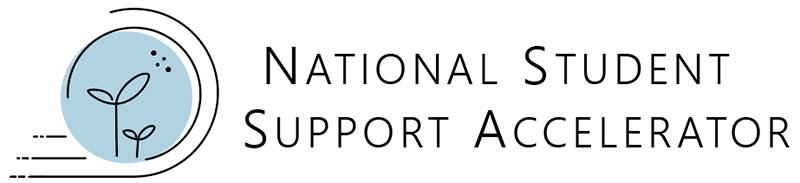 NATIONAL STUDENT
SUPPORT ACCELERATOR